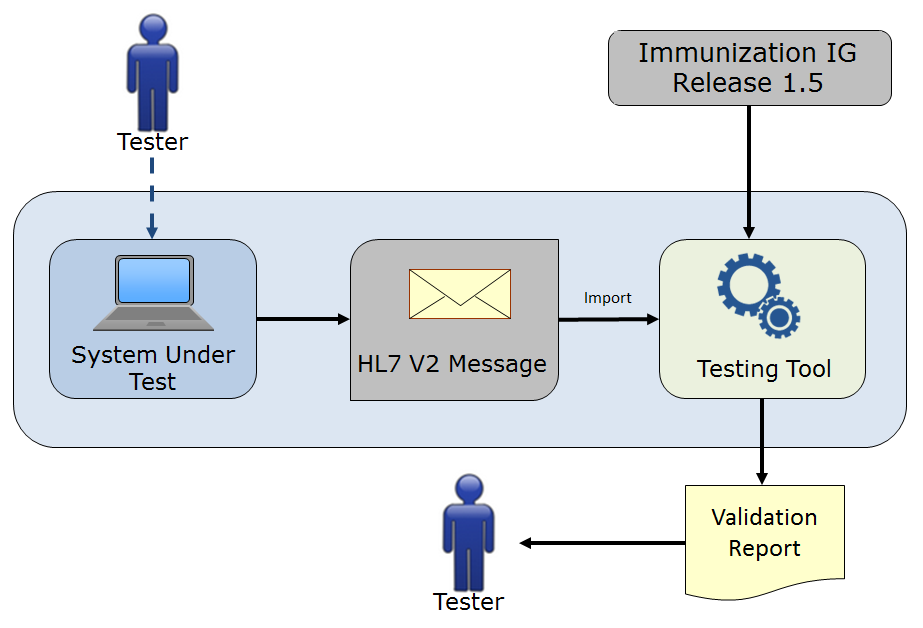 Tester
Immunization IG
Release 1.5
System Under
Test
HL7 V2 Message
Import
Testing Tool
Validation
Report
Tester